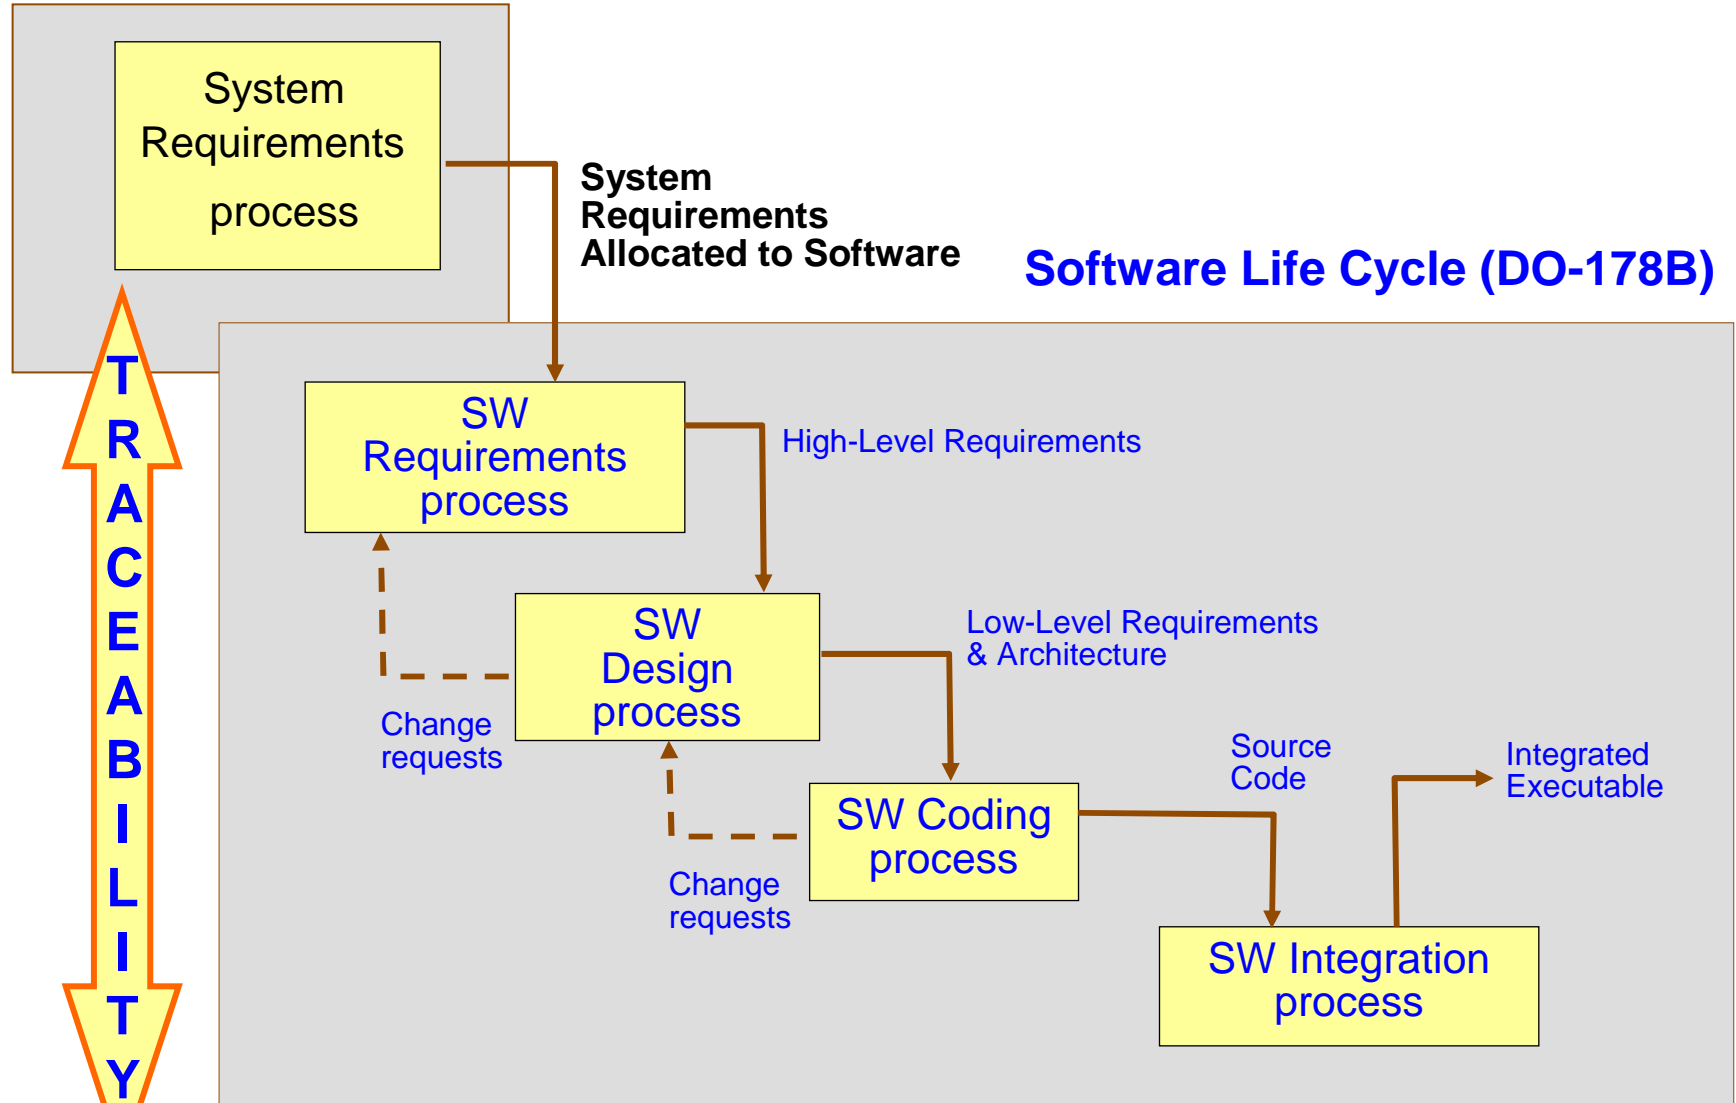 System
Requirements
process
System
Requirements
Allocated to Software
Software Life Cycle (DO-178B)
TRACEABILITY
SW
Requirements
process
High-Level Requirements
SW
Design
process
Low-Level Requirements
& Architecture
Change
requests
Source
Code
Integrated
Executable
SW Coding
process
Change
requests
SW Integration
process